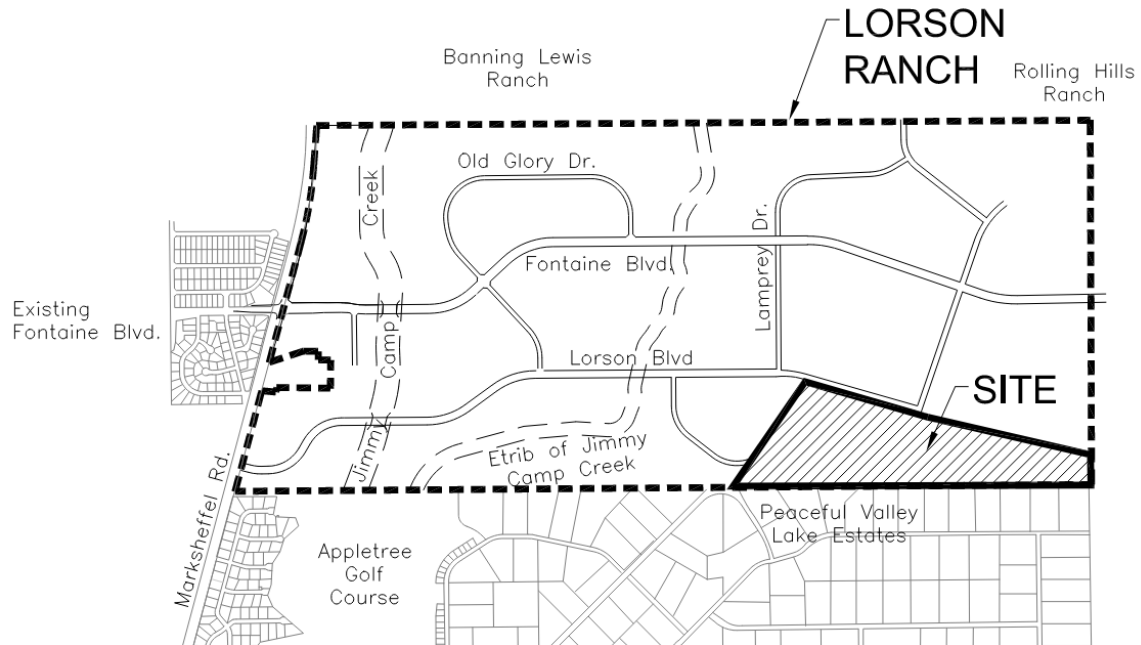 LORSON
RANCH
Banning Lewis
Ranch
Rolling Hills
Ranch
Old Glory Dr.
Creek
Lamprey Dr.
Fontaine Blvd.
Existing
Fontaine Blvd.
Camp
Lorson Blvd
SITE
Jimmy
Etrib of Jimmy
Camp Creek
Marksheffel Rd.
Peaceful Valley
Lake Estates
Appletree
Golf
Course